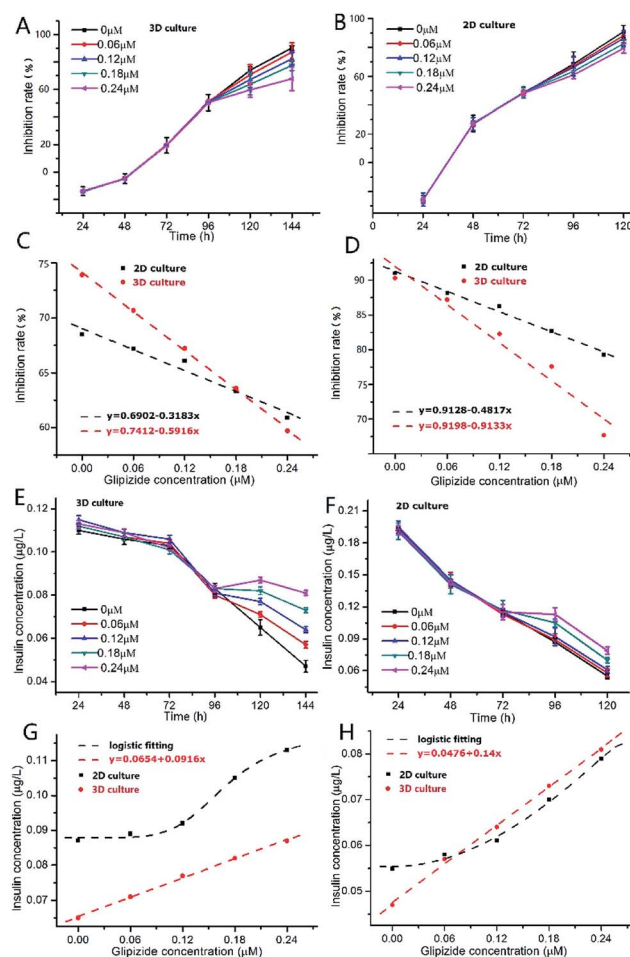 A
3D culture
0μM
0.06μM
0.12μM
0.18μM
0.24μM
Inhibition rate (%)
100
80
60
40
20
0
24 48 72 96 120 144
Time (h)
B
2D culture
0μM
0.06μM
0.12μM
0.18μM
0.24μM
Inhibition rate (%)
100
80
60
40
20
0
0 24 48 72 96 120
Time (h)
C
2D culture
3D culture
Inhibition rate (%)
75
70
65
60
y=0.6902-0.3183x
y=0.7412-0.5916x
0.00 0.06 0.12 0.18 0.24
Glipizide concentration (μM)
D
2D culture
3D culture
Inhibition rate (%)
95
90
85
80
75
70
y=0.9128-0.4817x
y=0.9198-0.9133x
0.00 0.06 0.12 0.18 0.24
Glipizide concentration (μM)
E
3D culture
Insulin concentration (μg/L)
0.12
0.10
0.08
0.06
0.04
0μM
0.06μM
0.12μM
0.18μM
0.24μM
24 48 72 96 120 144
Time (h)
F
2D culture
Insulin concentration (μg/L)
0.21
0.18
0.15
0.12
0.09
0.06
0μM
0.06μM
0.12μM
0.18μM
0.24μM
24 48 72 96 120
Time (h)
G
logistic fitting
y=0.0654+0.0916x
2D culture
3D culture
Insulin concentration (μg/L)
0.11
0.10
0.09
0.08
0.07
0.00 0.06 0.12 0.18 0.24
Glipizide concentration (μM)
H
logistic fitting
y=0.0476+0.14x
2D culture
3D culture
Insulin concentration (μg/L)
0.08
0.07
0.06
0.05
0.00 0.06 0.12 0.18 0.24
Glipizide concentration (μM)